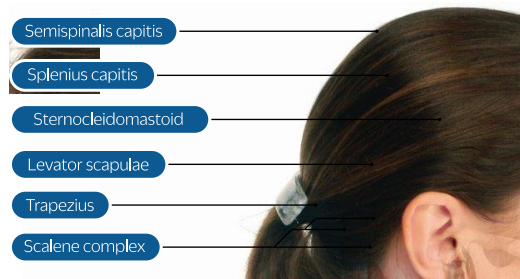 Semispinalis capitis
Splenius capitis
Sternocleidomastoid
Levator scapulae
Trapezius
Scalene complex